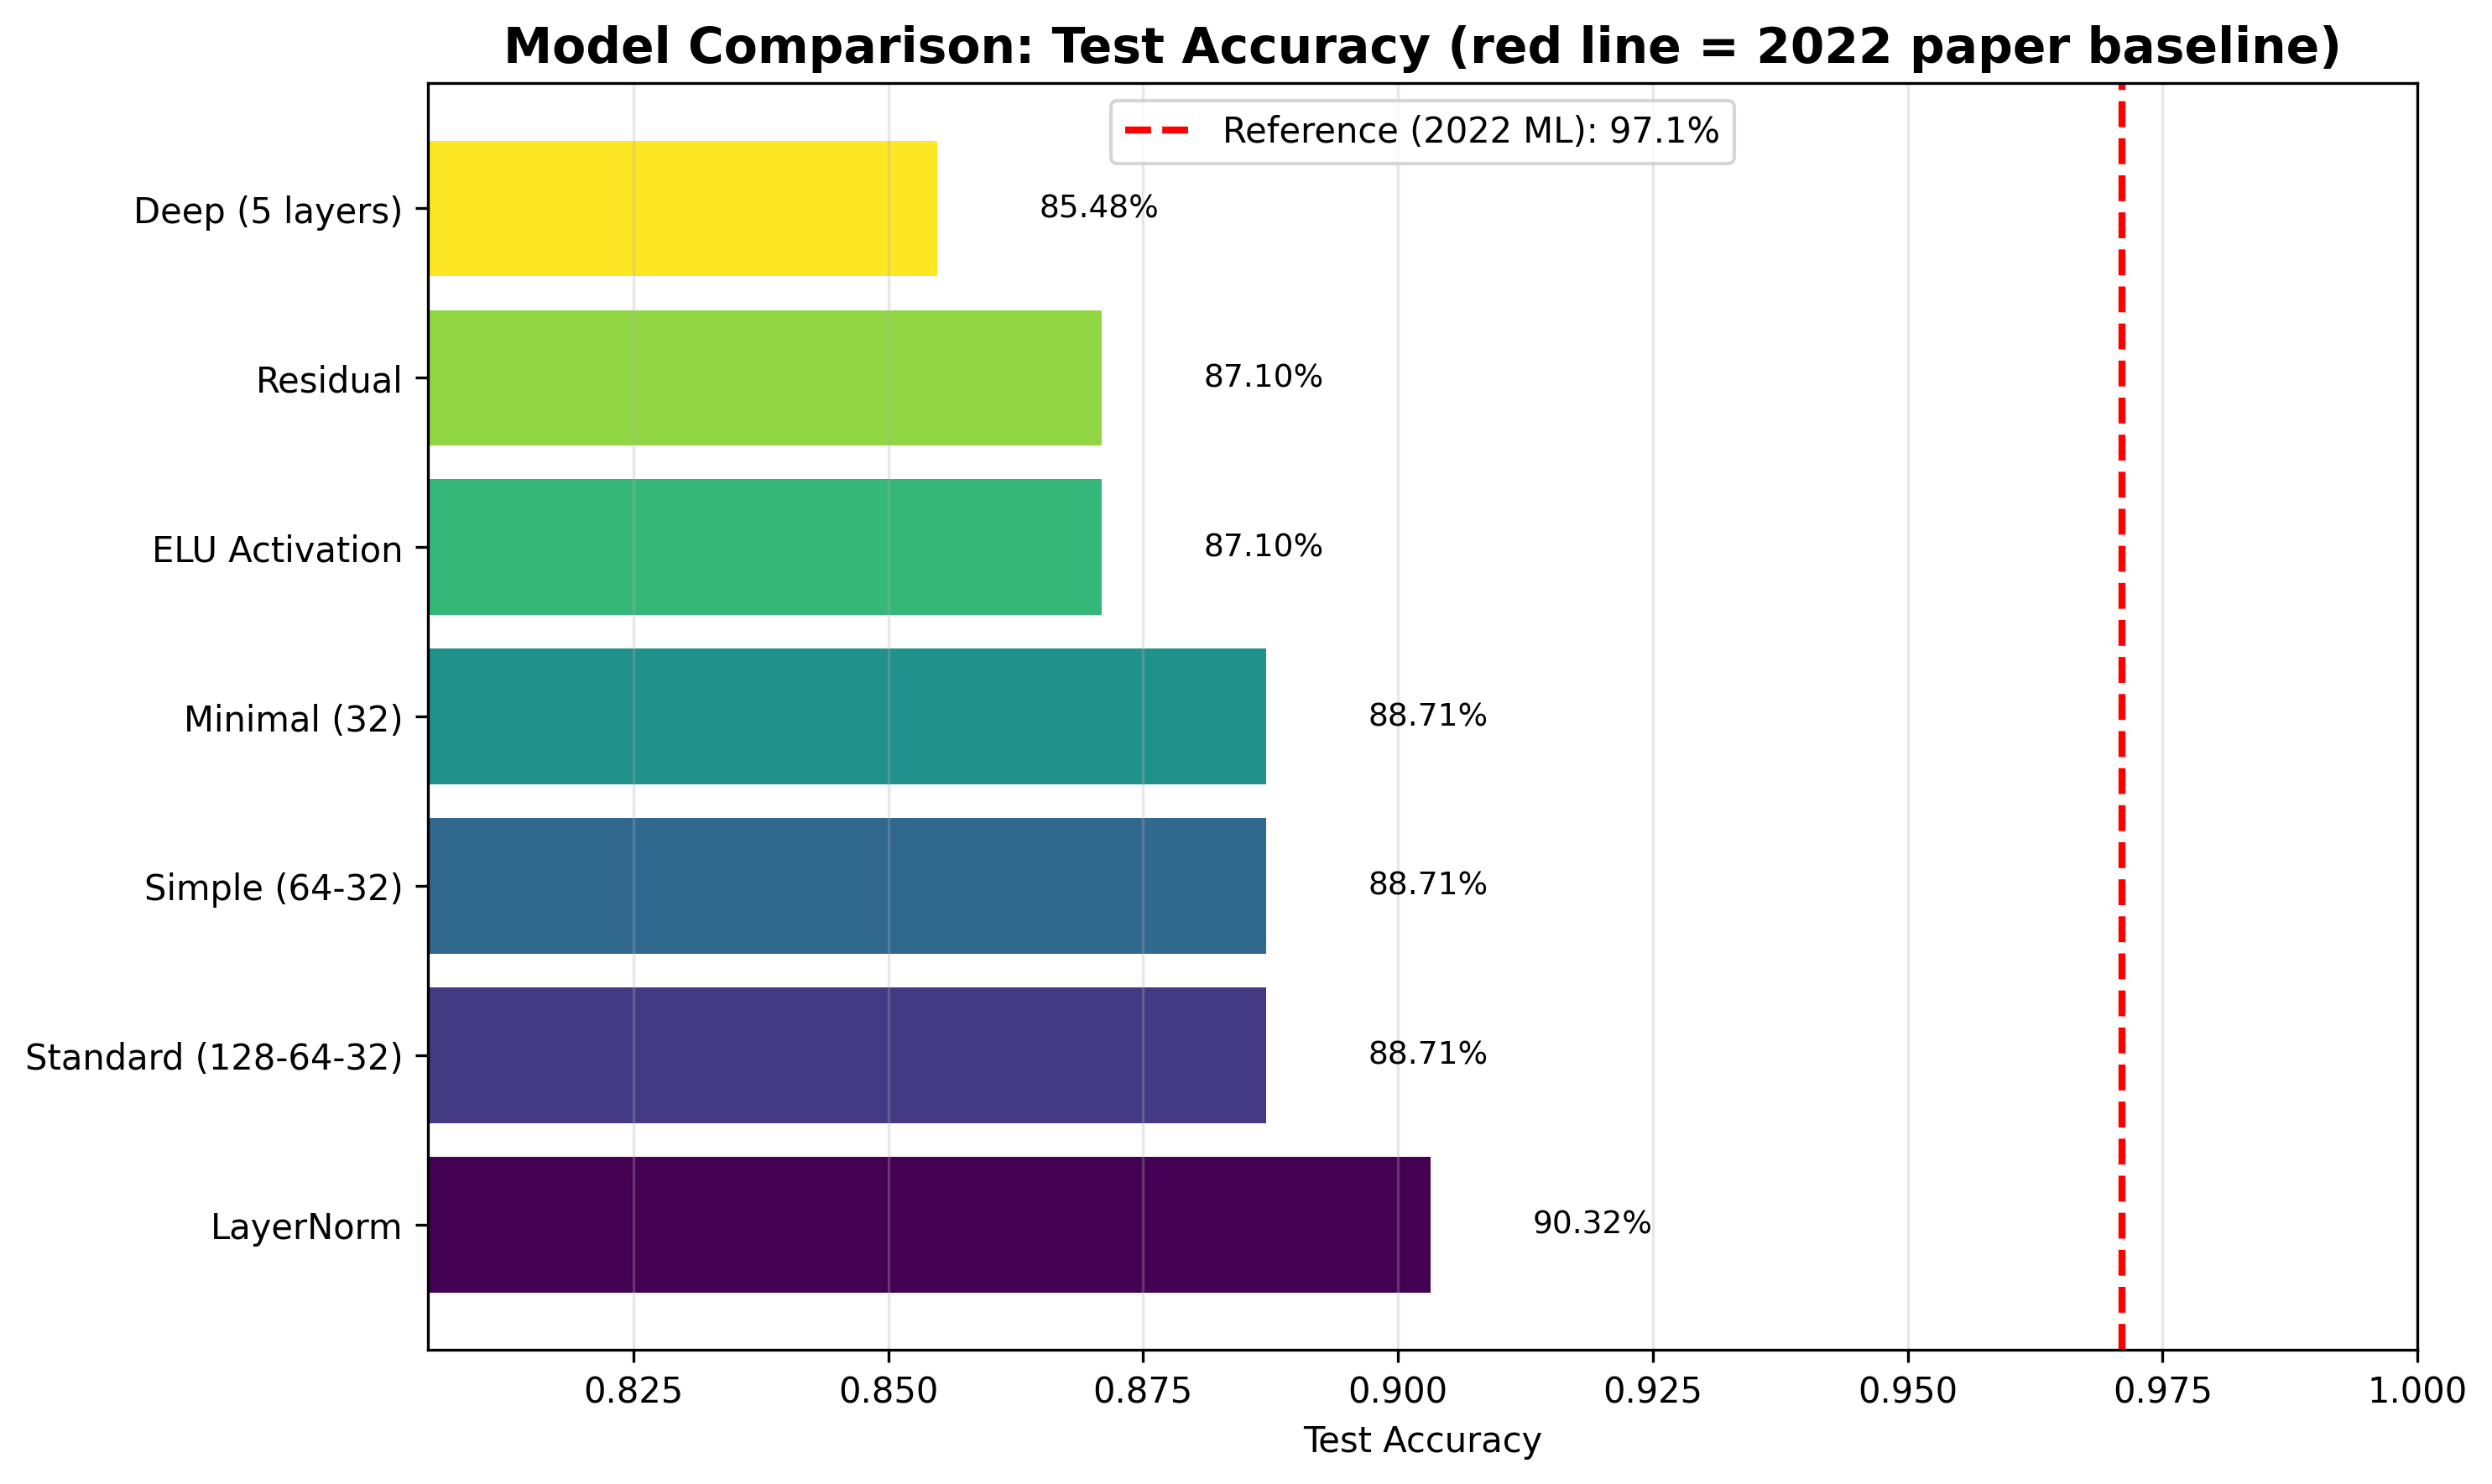 Model Comparison: Test Accuracy (red line = 2022 paper baseline)
Reference (2022 ML): 97.1%
Deep (5 layers)
85.48%
Residual
87.10%
ELU Activation
87.10%
Minimal (32)
88.71%
Simple (64-32)
88.71%
Standard (128-64-32)
88.71%
LayerNorm
90.32%
0.825 0.850 0.875 0.900 0.925 0.950 0.975 1.000
Test Accuracy